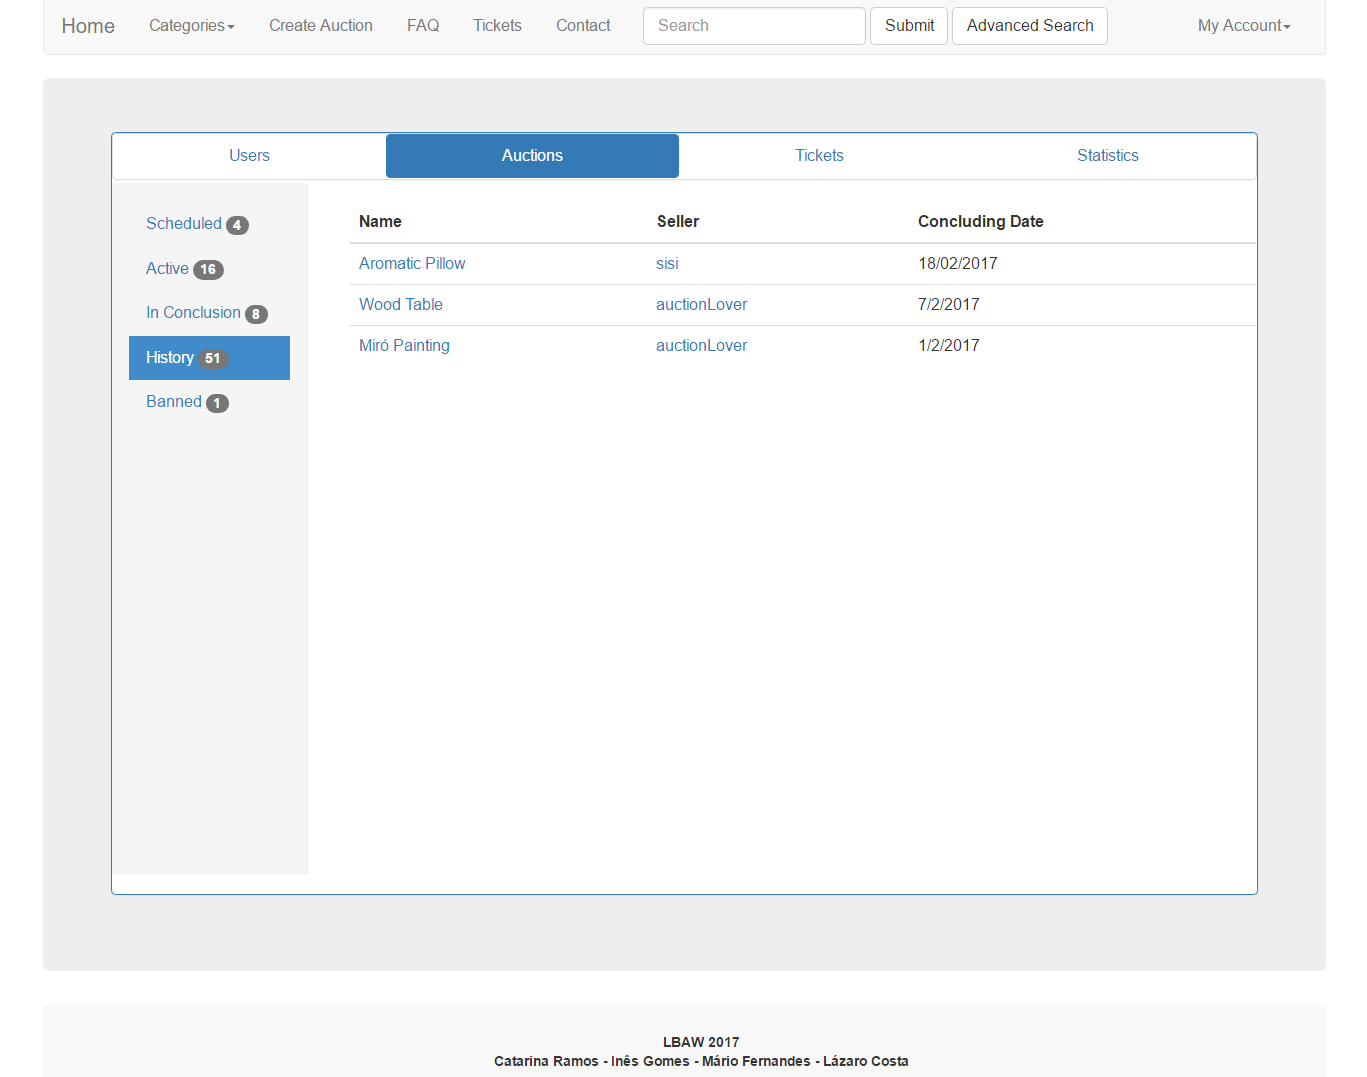 Home Categories Create Auction FAQ Tickets Contact Search Submit Advanced Search My Account
Users Auctions Tickets Statistics
Scheduled 4
Active 16
In Conclusion 8
History 51
Banned 1
Name Seller Concluding Date
Aromatic Pillow sisi 18/02/2017
Wood Table auctionLover 7/2/2017
Miró Painting auctionLover 1/2/2017
LBAW 2017
Catarina Ramos - Inês Gomes - Mário Fernandes - Lázaro Costa